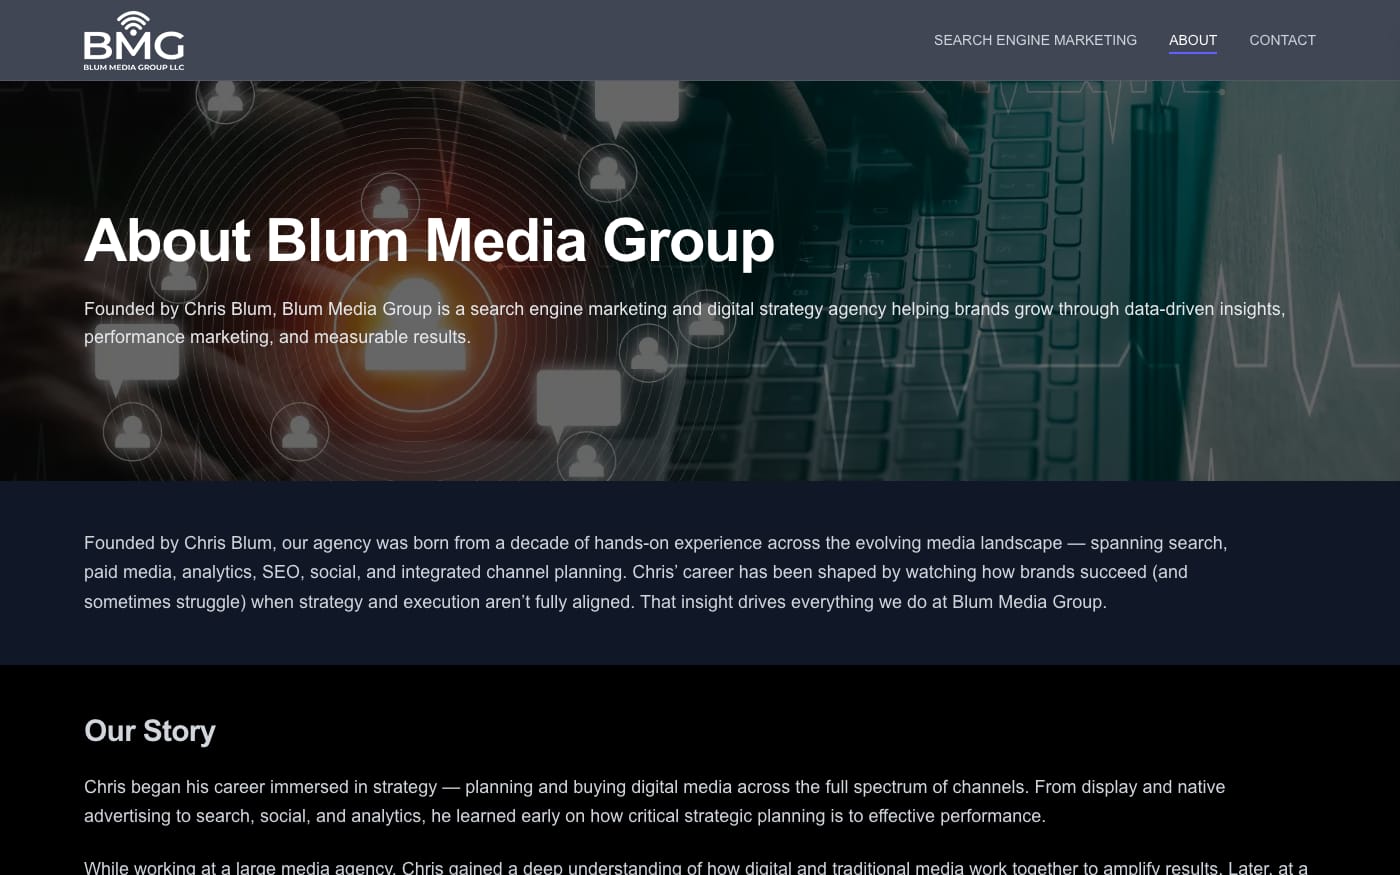 BMG
BLUM MEDIA GROUP LLC
SEARCH ENGINE MARKETING
ABOUT
CONTACT
About Blum Media Group
Founded by Chris Blum, Blum Media Group is a search engine marketing and digital strategy agency helping brands grow through data-driven insights,
performance marketing, and measurable results.
Founded by Chris Blum, our agency was born from a decade of hands-on experience across the evolving media landscape — spanning search,
paid media, analytics, SEO, social, and integrated channel planning. Chris’ career has been shaped by watching how brands succeed (and
sometimes struggle) when strategy and execution aren’t fully aligned. That insight drives everything we do at Blum Media Group.
Our Story
Chris began his career immersed in strategy — planning and buying digital media across the full spectrum of channels. From display and native
advertising to search, social, and analytics, he learned early on how critical strategic planning is to effective performance.
While working at a large media agency, Chris gained a deep understanding of how digital and traditional media work together to amplify results. Later, at a